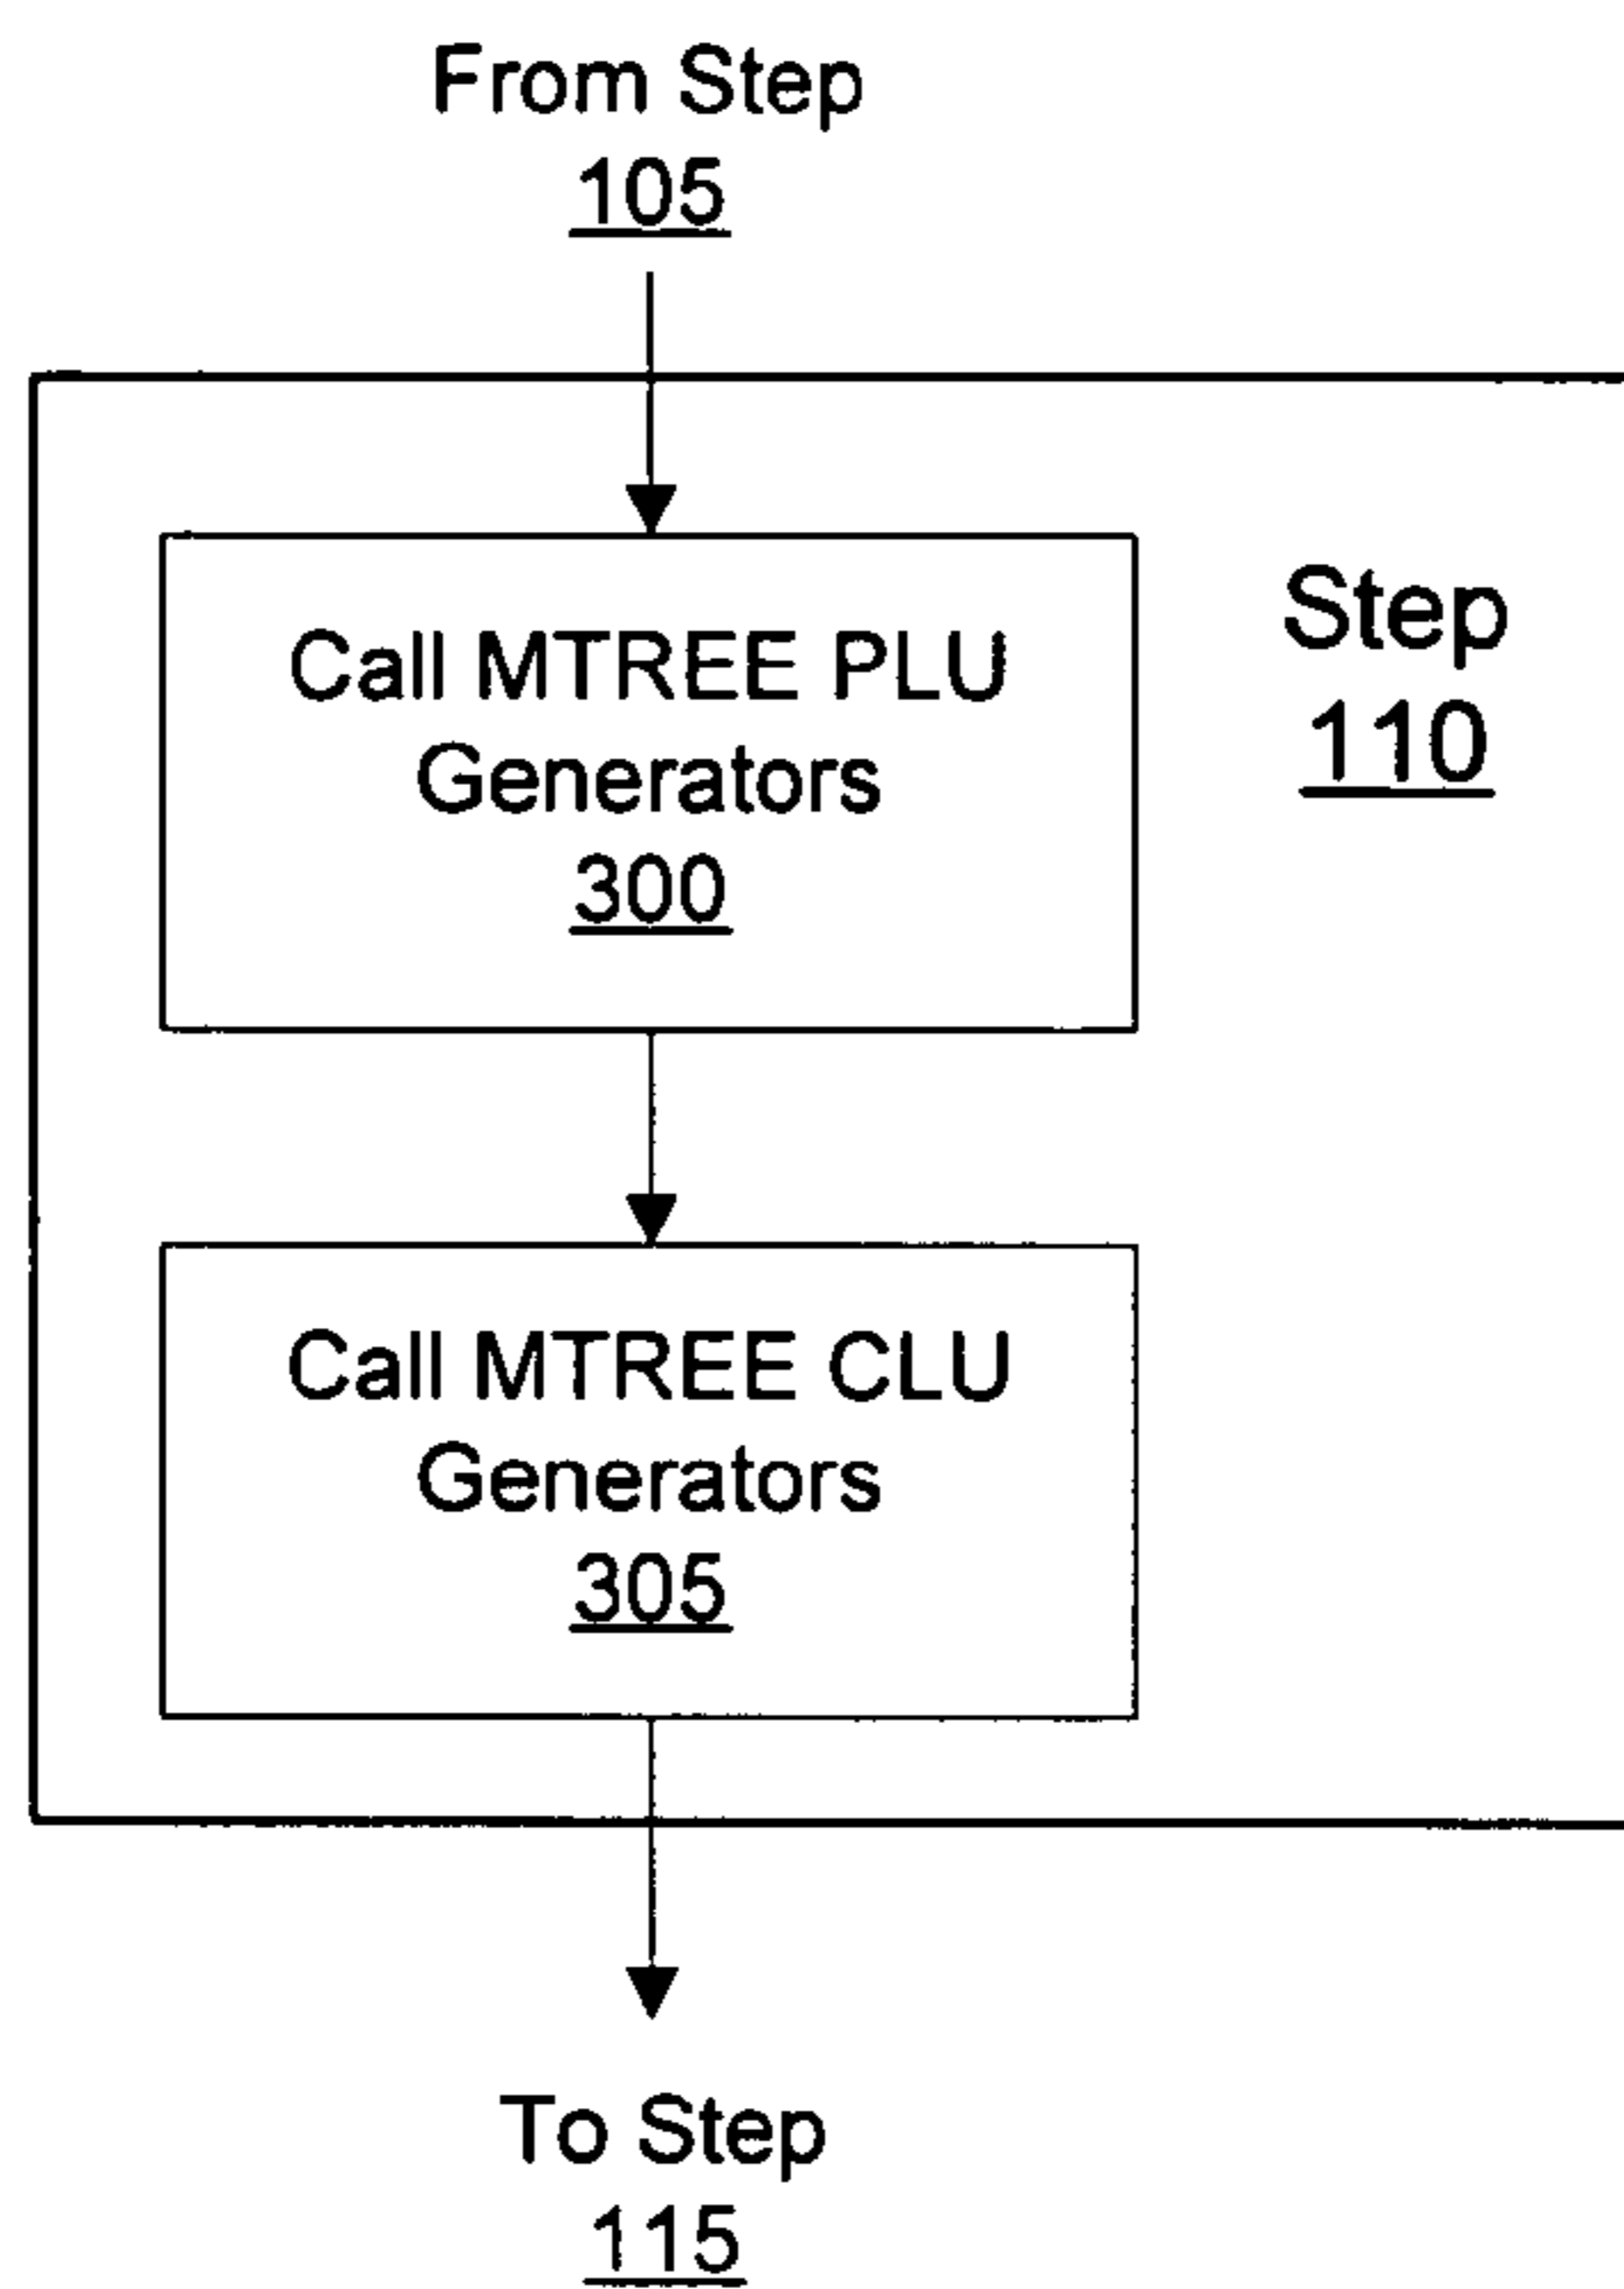 From Step
105
Call MTREE PLU
Generators
300
Step
110
Call MTREE CLU
Generators
305
To Step
115